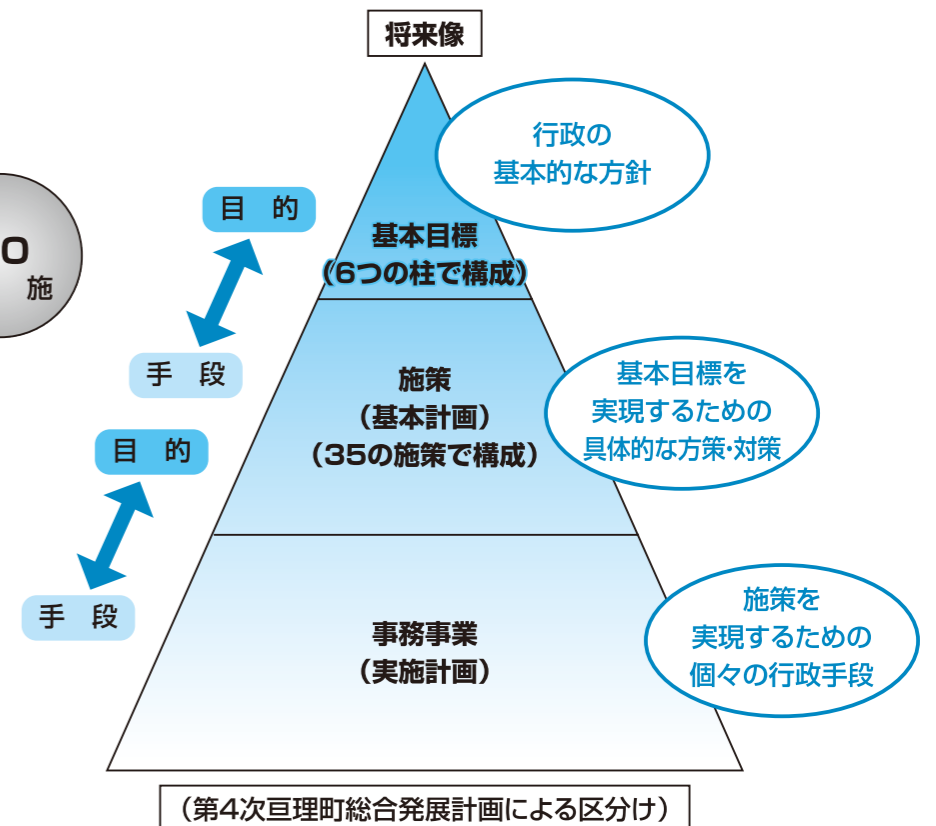 将来像
行政の
基本的な方針
目 的
基本目標
(6つの柱で構成)
O
施
手 段
施策
(基本計画)
(35の施策で構成)
基本目標を
実現するための
具体的な方策・対策
目 的
手 段
事務事業
(実施計画)
施策を
実現するための
個々の行政手段
(第4次亘理町総合発展計画による区分け)